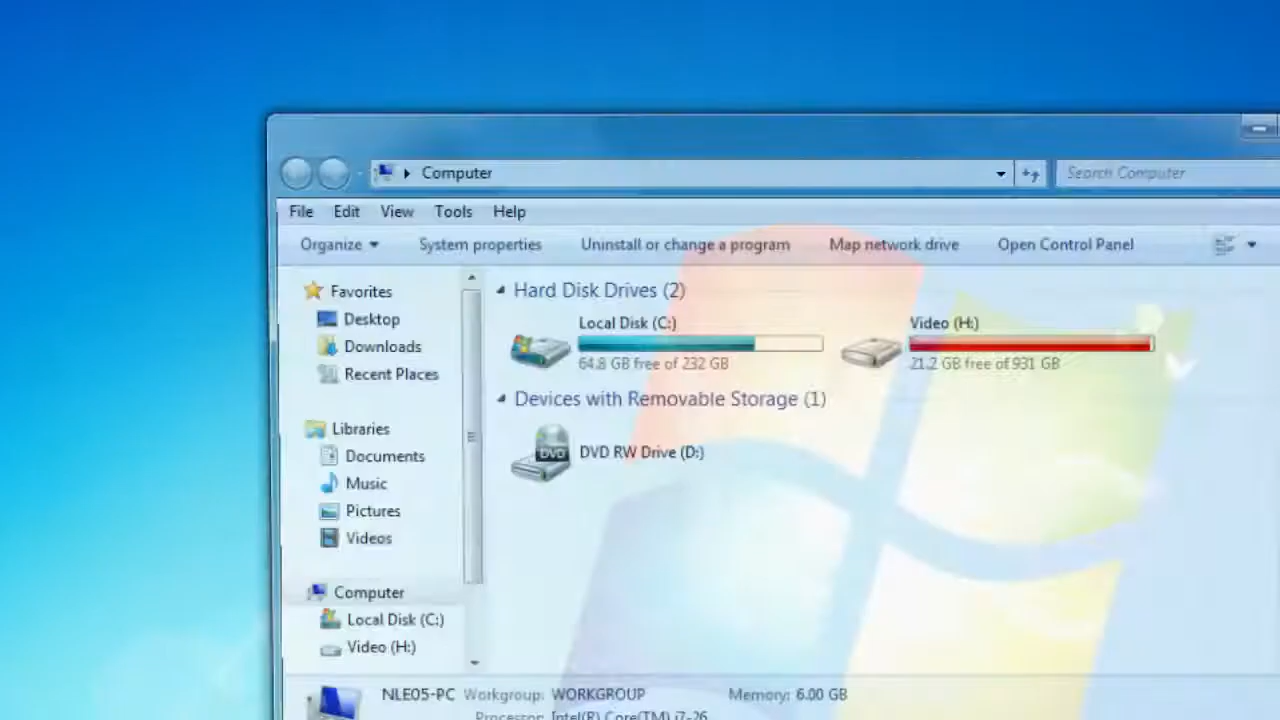 Computer
Search Computer
File Edit View Tools Help
Organize System properties Uninstall or change a program Map network drive Open Control Panel
Favorites
Desktop
Downloads
Recent Places
Libraries
Documents
Music
Pictures
Videos
Computer
Local Disk (C:)
Video (H:)
Hard Disk Drives (2)
Local Disk (C:)
64.8 GB free of 232 GB
Video (H:)
21.2 GB free of 931 GB
Devices with Removable Storage (1)
DVD
DVD RW Drive (D:)
NLE05-PC Workgroup: WORKGROUP Memory: 6.00 GB
Processor: Intel(R) Core(TM) i7-26